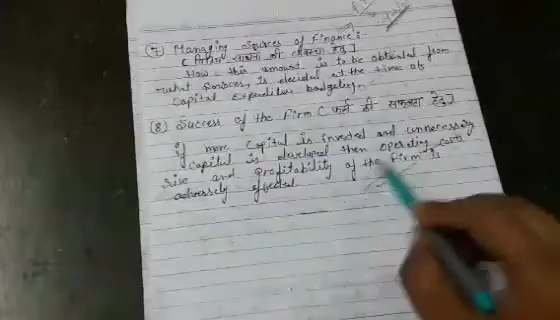 (7) Managing Sources of Finance :
[ वित्तीय साधनों की व्यवस्था हेतु ]
How this amount is to be obtained from
what sources, is decided at the time of
Capital Expenditure budgeting.
(8) Success of the Firm [ फर्म की सफलता हेतु ]
If more Capital is invested and unnecessary
Capital is developed then operating costs
rise and profitability of the firm is
adversely effected